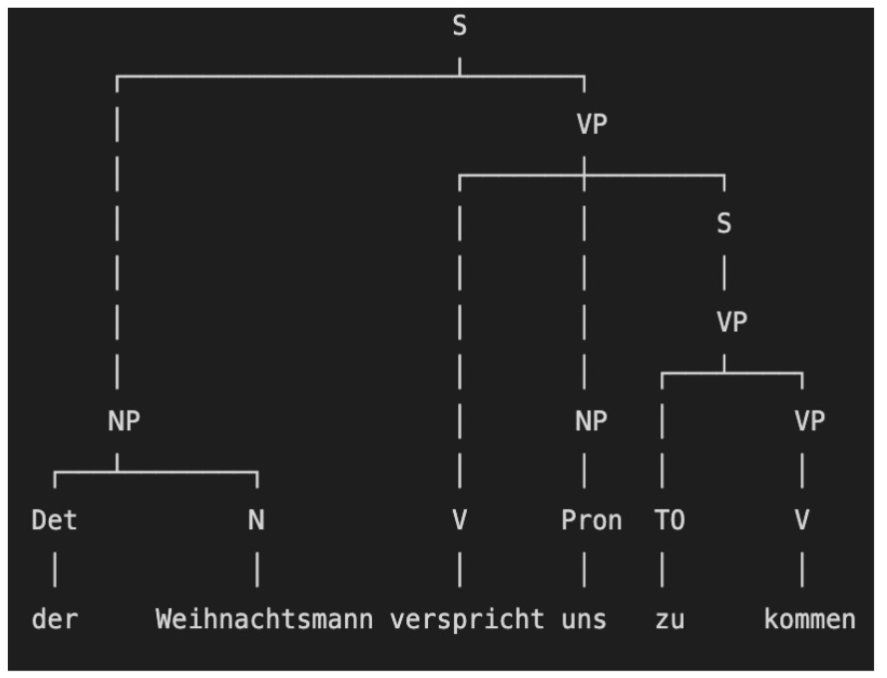 S
VP
S
VP
NP NP VP
Det N V Pron TO V
der Weihnachtsmann verspricht uns zu kommen